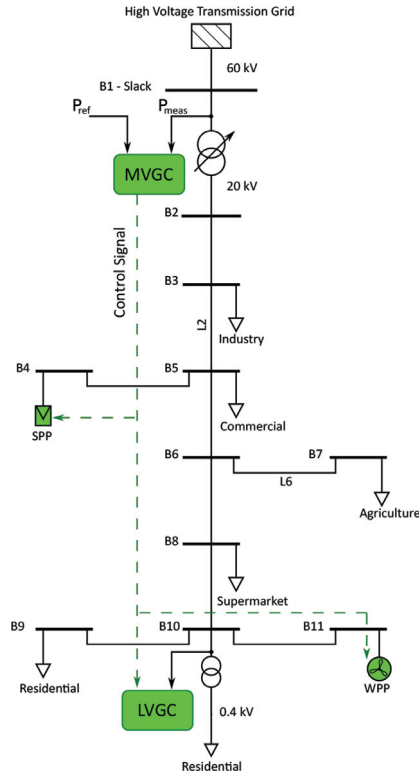 High Voltage Transmission Grid
60 kV
B1 - Slack
Pref
Pmeas
MVGC
20 kV
B2
Control Signal
B3
L2
Industry
B4
B5
SPP
Commercial
B6
B7
L6
Agriculture
B8
Supermarket
B9
B10
B11
Residential
WPP
LVGC
0.4 kV
Residential